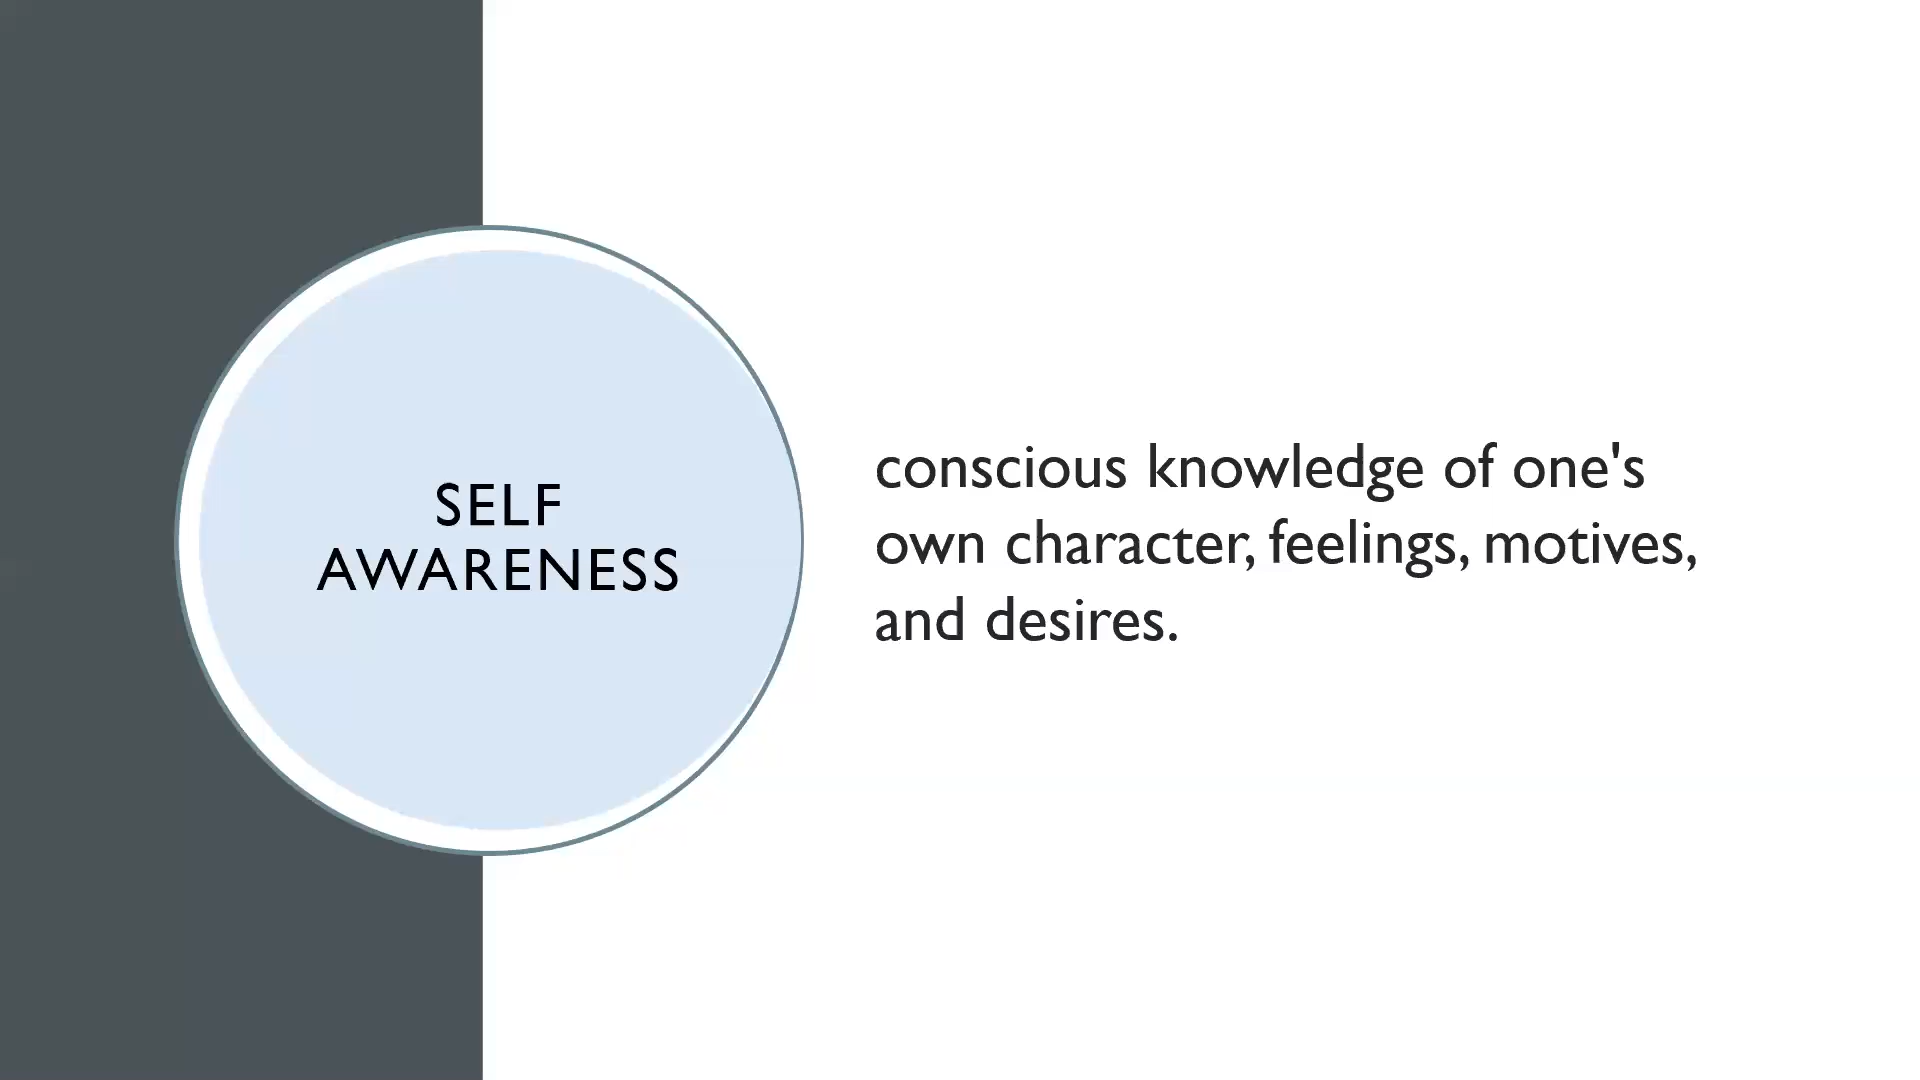 SELF
AWARENESS
conscious knowledge of one's
own character, feelings, motives,
and desires.